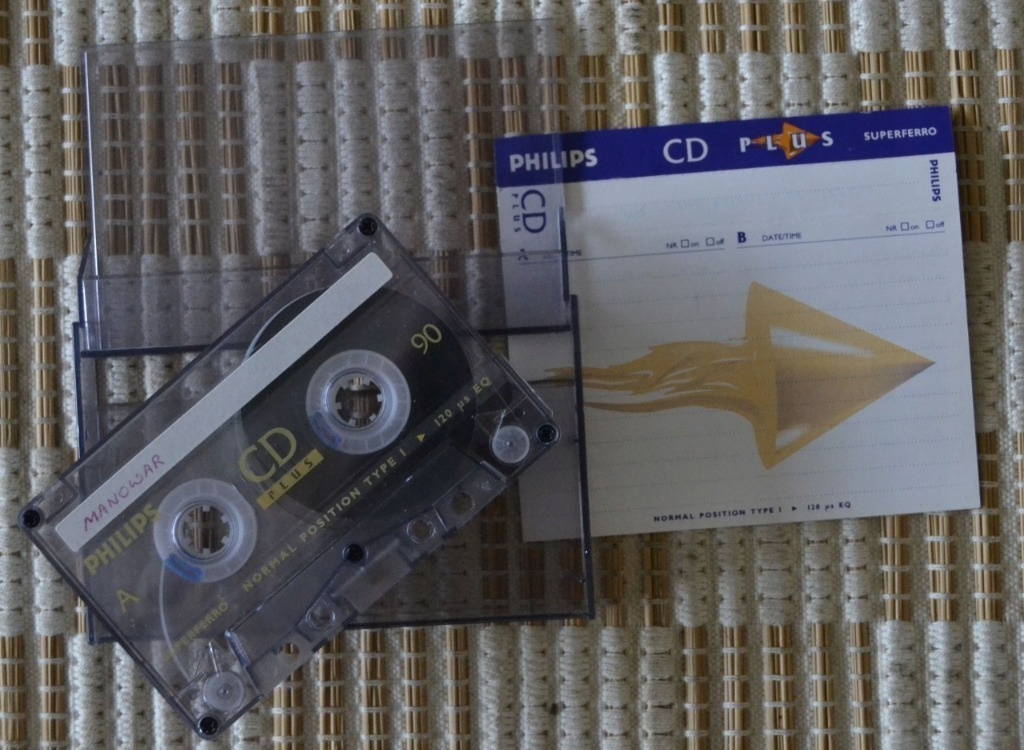 PHILIPS CD PLUS SUPERFERRO
PHILIPS
CD
PLUS
NR on off
B DATE/TIME NR on off
NORMAL POSITION TYPE I ▶ 120 µs EQ
MANOWAR
PHILIPS
A
CD
PLUS
90
NORMAL POSITION TYPE I ▶ 120 µs EQ
SUPERFERRO